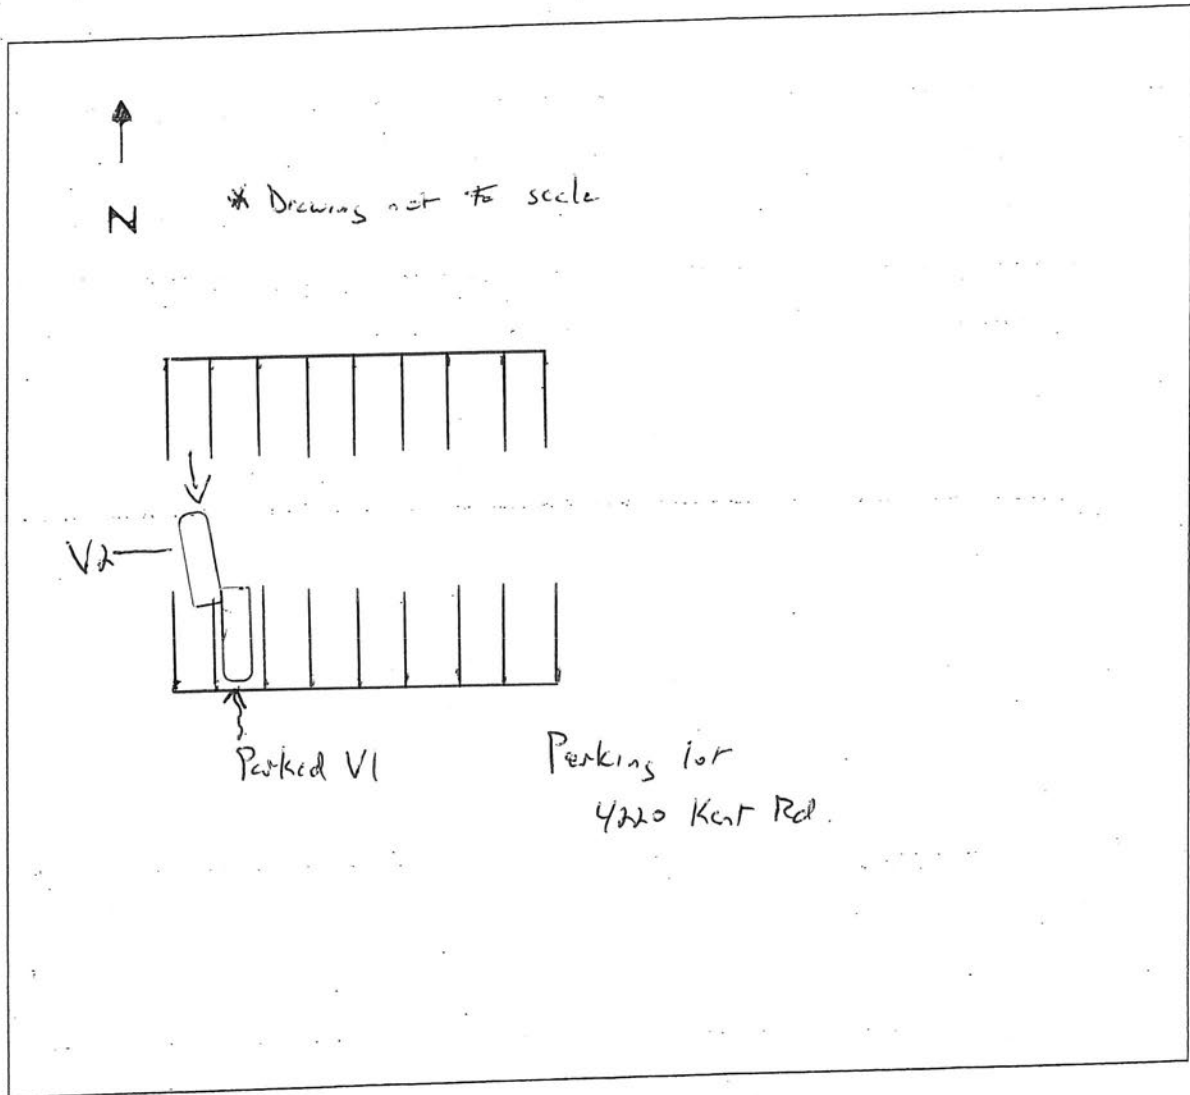 N
* Drawing not to scale
V2
Parked V1
Parking lot
4220 Kent Rd.